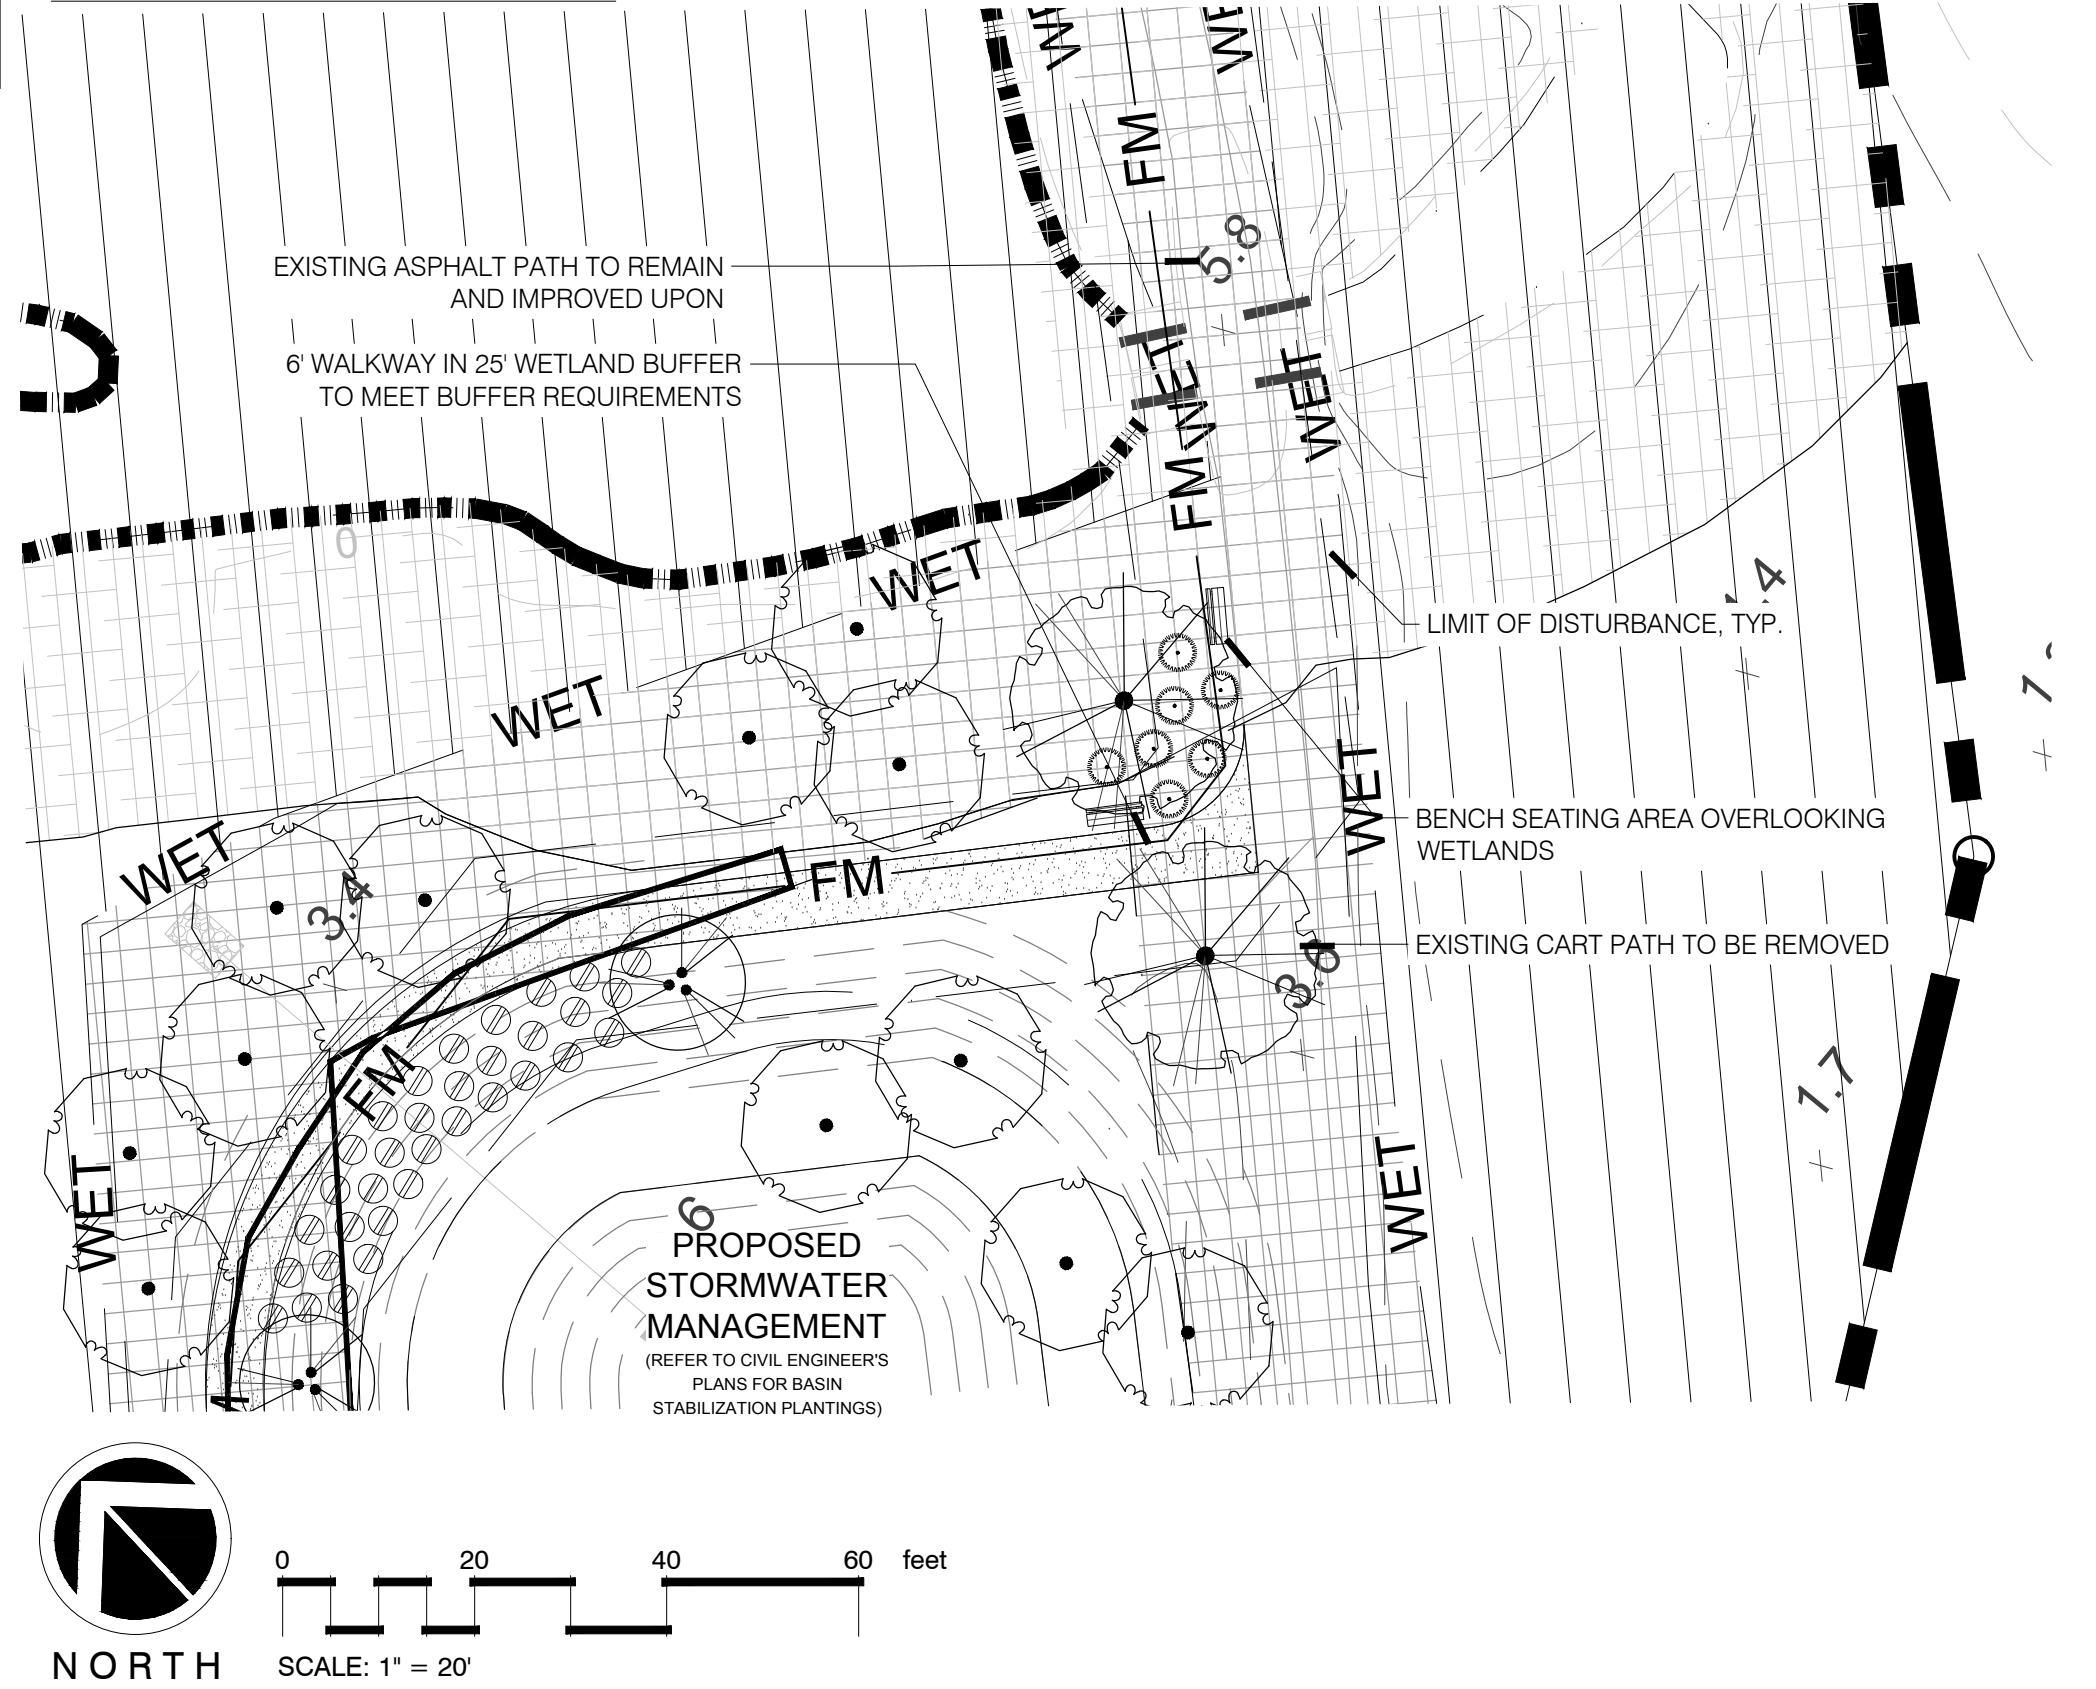 WET
WET
FM
5.8
EXISTING ASPHALT PATH TO REMAIN
AND IMPROVED UPON
6' WALKWAY IN 25' WETLAND BUFFER
TO MEET BUFFER REQUIREMENTS
WET
WET
FM
0
WET
LIMIT OF DISTURBANCE, TYP.
WET
WET
BENCH SEATING AREA OVERLOOKING
WETLANDS
WET
FM
3.4
EXISTING CART PATH TO BE REMOVED
3.6
FM
1.7
WET
WET
6
PROPOSED
STORMWATER
MANAGEMENT
(REFER TO CIVIL ENGINEER'S
PLANS FOR BASIN
STABILIZATION PLANTINGS)
0 20 40 60 feet
NORTH
SCALE: 1" = 20'